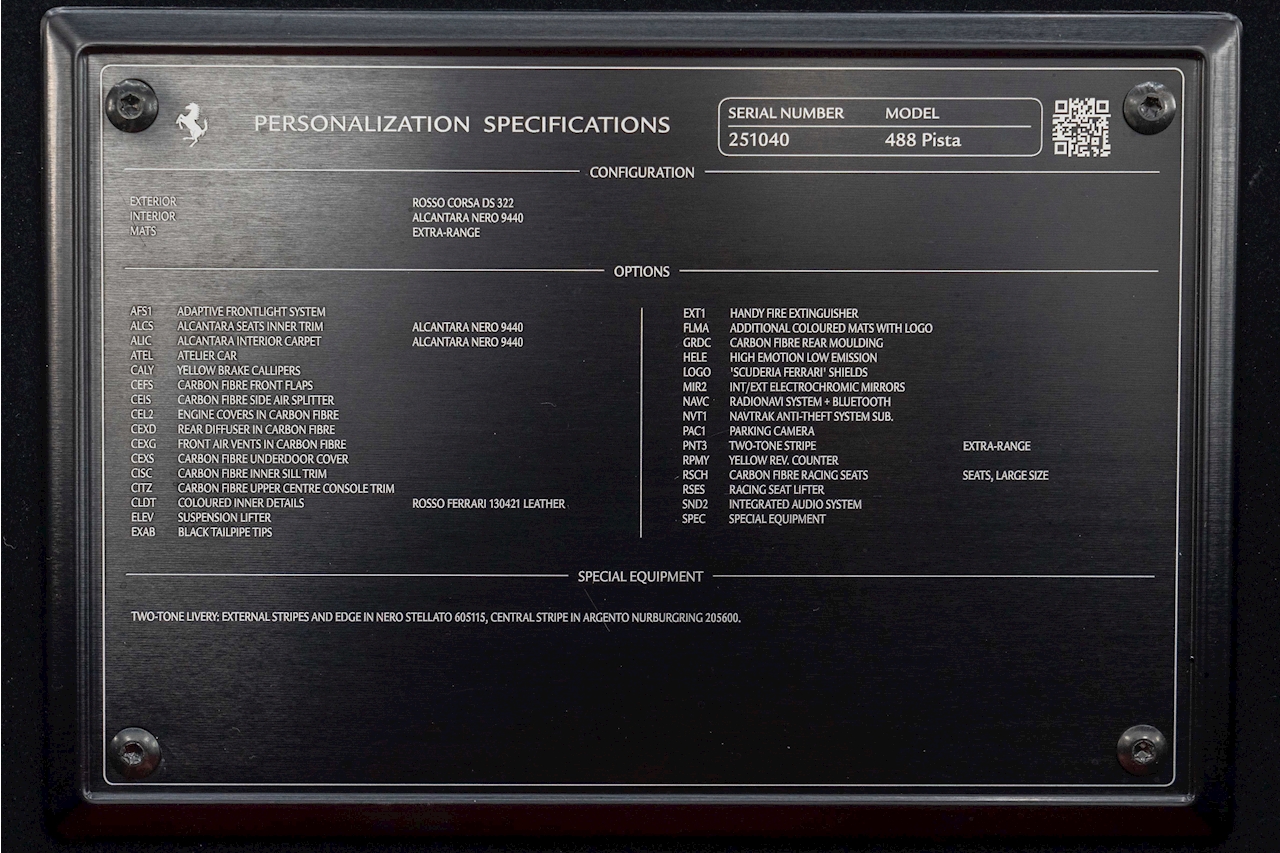 PERSONALIZATION SPECIFICATIONS
SERIAL NUMBER MODEL
251040 488 Pista
CONFIGURATION
EXTERIOR ROSSO CORSA DS 322
INTERIOR ALCANTARA NERO 9440
MATS EXTRA-RANGE
OPTIONS
AFS1 ADAPTIVE FRONTLIGHT SYSTEM
ALCS ALCANTARA SEATS INNER TRIM ALCANTARA NERO 9440
ALIC ALCANTARA INTERIOR CARPET ALCANTARA NERO 9440
ATEL ATELIER CAR
CALY YELLOW BRAKE CALLIPERS
CEFS CARBON FIBRE FRONT FLAPS
CEIS CARBON FIBRE SIDE AIR SPLITTER
CEL2 ENGINE COVERS IN CARBON FIBRE
CEXD REAR DIFFUSER IN CARBON FIBRE
CEXG FRONT AIR VENTS IN CARBON FIBRE
CEXS CARBON FIBRE UNDERDOOR COVER
CISC CARBON FIBRE INNER SILL TRIM
CITZ CARBON FIBRE UPPER CENTRE CONSOLE TRIM
CLDT COLOURED INNER DETAILS ROSSO FERRARI 130421 LEATHER
ELEV SUSPENSION LIFTER
EXAB BLACK TAILPIPE TIPS
EXT1 HANDY FIRE EXTINGUISHER
FLMA ADDITIONAL COLOURED MATS WITH LOGO
GRDC CARBON FIBRE REAR MOULDING
HELE HIGH EMOTION LOW EMISSION
LOGO 'SCUDERIA FERRARI' SHIELDS
MIR2 INT/EXT ELECTROCHROMIC MIRRORS
NAVC RADIONAVI SYSTEM + BLUETOOTH
NVT1 NAVTRAK ANTI-THEFT SYSTEM SUB.
PAC1 PARKING CAMERA
PNT3 TWO-TONE STRIPE EXTRA-RANGE
RPMY YELLOW REV. COUNTER
RSCH CARBON FIBRE RACING SEATS SEATS, LARGE SIZE
RSES RACING SEAT LIFTER
SND2 INTEGRATED AUDIO SYSTEM
SPEC SPECIAL EQUIPMENT
SPECIAL EQUIPMENT
TWO-TONE LIVERY: EXTERNAL STRIPES AND EDGE IN NERO STELLATO 605115, CENTRAL STRIPE IN ARGENTO NURBURGRING 205600.